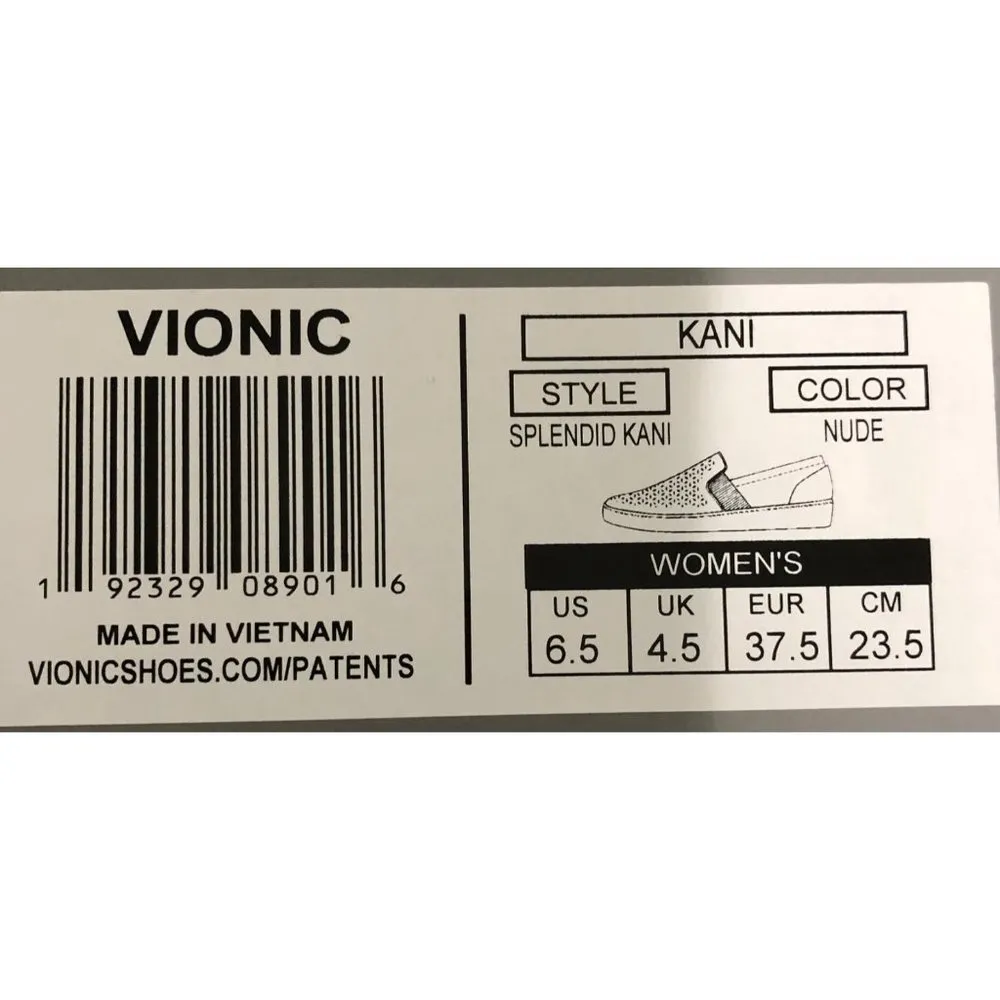 VIONIC
1 92329 08901 6
MADE IN VIETNAM
VIONICSHOES.COM/PATENTS
KANI
STYLE COLOR
SPLENDID KANI NUDE
WOMEN'S
US UK EUR CM
6.5 4.5 37.5 23.5